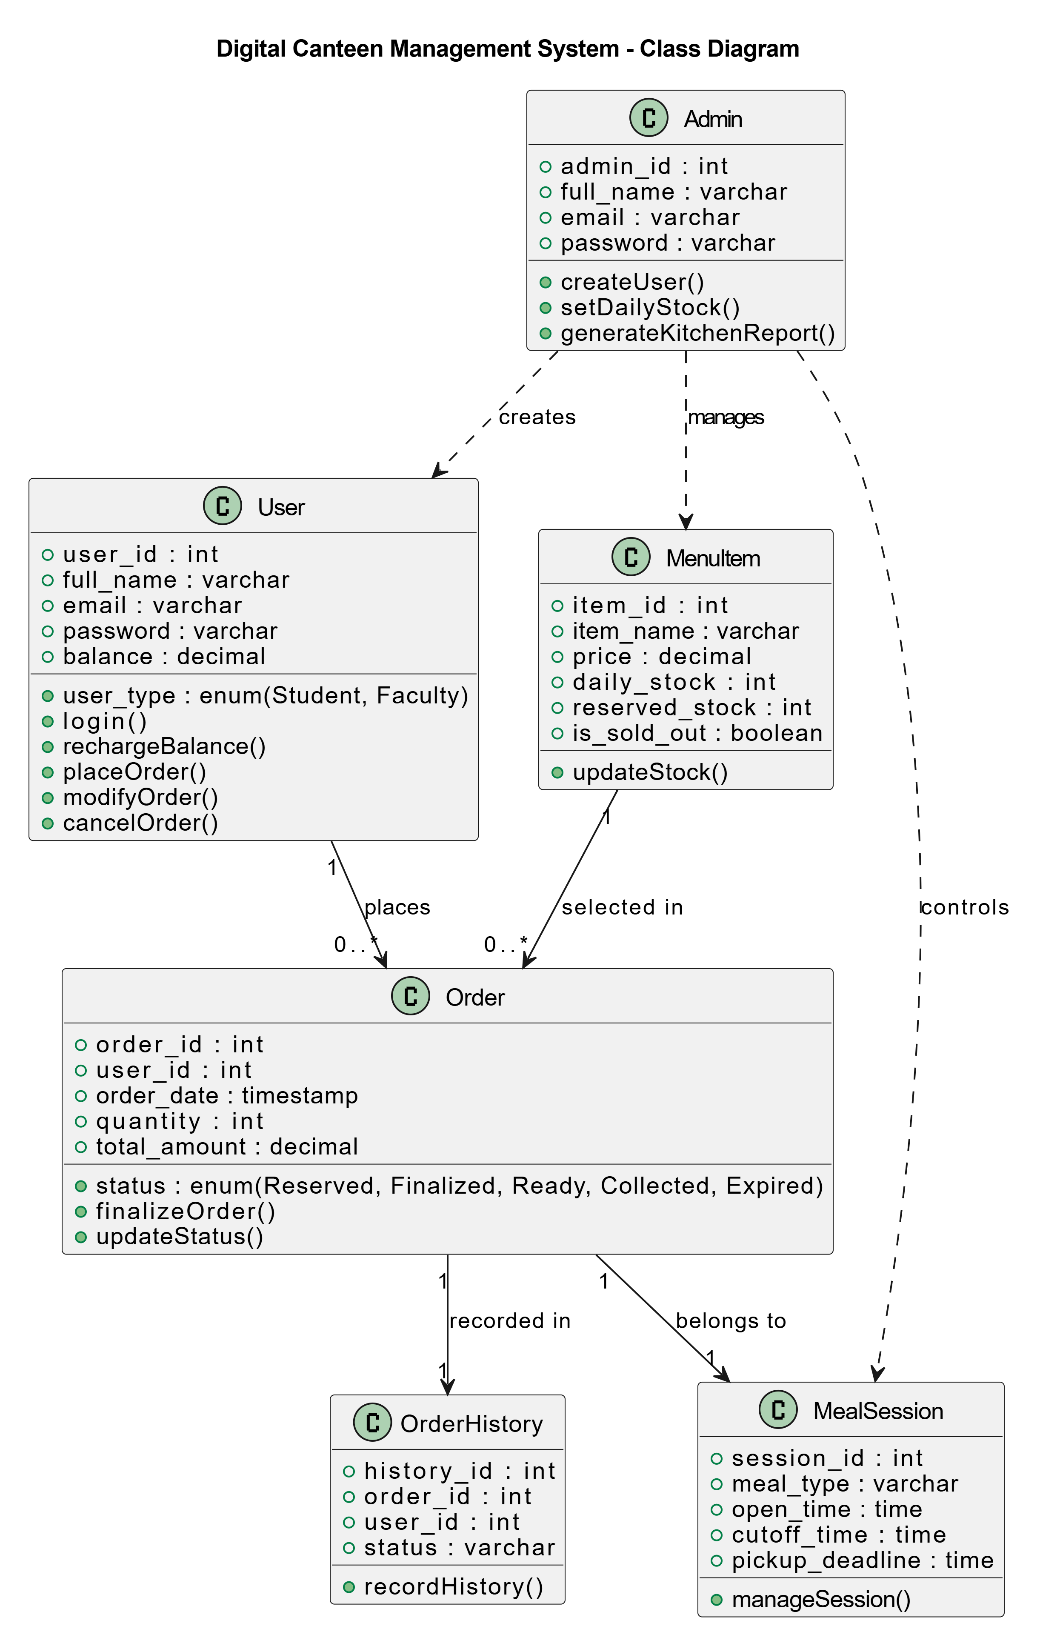 Digital Canteen Management System - Class Diagram
C Admin
admin_id : int
full_name : varchar
email : varchar
password : varchar
createUser()
setDailyStock()
generateKitchenReport()
creates
manages
C User
user_id : int
full_name : varchar
email : varchar
password : varchar
balance : decimal
user_type : enum(Student, Faculty)
login()
rechargeBalance()
placeOrder()
modifyOrder()
cancelOrder()
C MenuItem
item_id : int
item_name : varchar
price : decimal
daily_stock : int
reserved_stock : int
is_sold_out : boolean
updateStock()
1
1
places
selected in
controls
0..*
0..*
C Order
order_id : int
user_id : int
order_date : timestamp
quantity : int
total_amount : decimal
status : enum(Reserved, Finalized, Ready, Collected, Expired)
finalizeOrder()
updateStatus()
1
1
recorded in
belongs to
1
1
C OrderHistory
history_id : int
order_id : int
user_id : int
status : varchar
recordHistory()
C MealSession
session_id : int
meal_type : varchar
open_time : time
cutoff_time : time
pickup_deadline : time
manageSession()